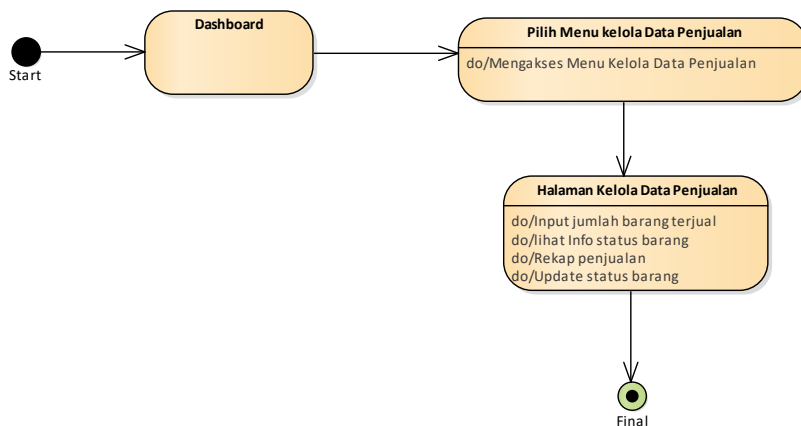 Dashboard
Start
Pilih Menu kelola Data Penjualan
do/Mengakses Menu Kelola Data Penjualan
Halaman Kelola Data Penjualan
do/Input jumlah barang terjual
do/lihat Info status barang
do/Rekap penjualan
do/Update status barang
Final